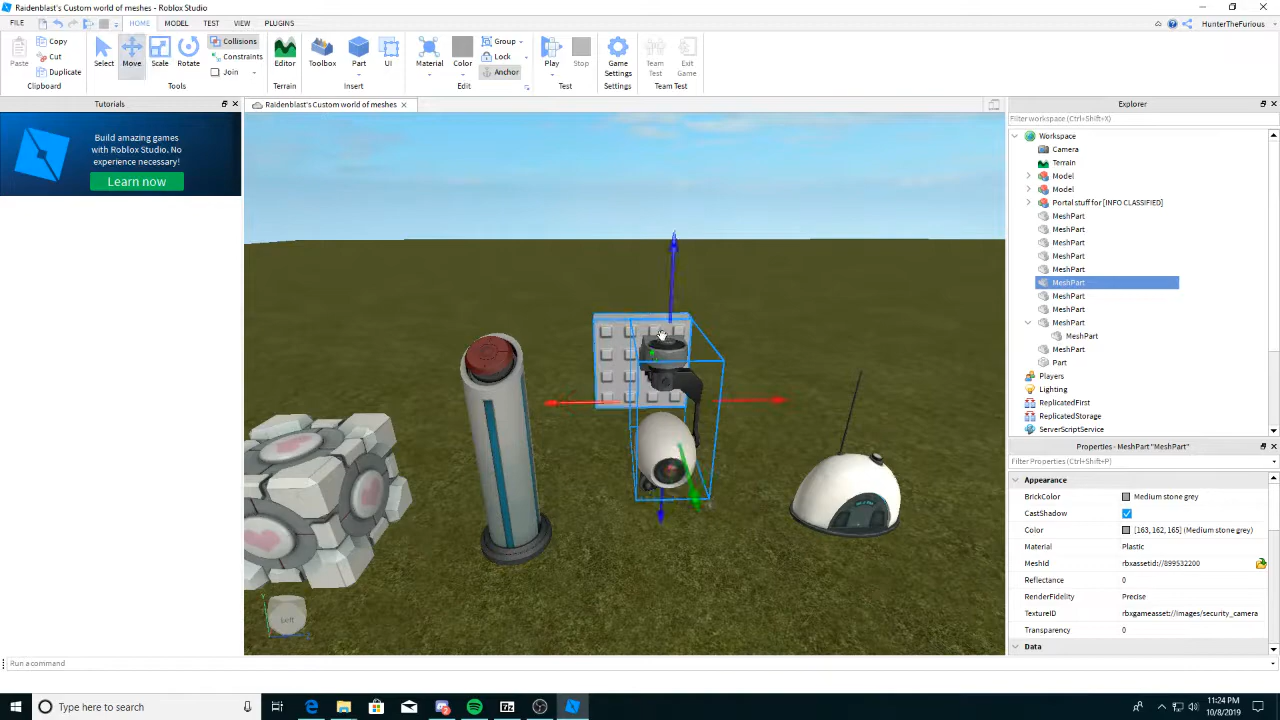 Raidenblast's Custom world of meshes - Roblox Studio
FILE HOME MODEL TEST VIEW PLUGINS HunterTheFurious
Paste Copy Cut Duplicate Clipboard
Select Move Scale Rotate Collisions Constraints Join Tools
Editor Terrain
Toolbox Part UI Insert
Material Color Group Lock Anchor Edit
Play Stop Test
Game Settings Settings
Team Test Exit Game Team Test
Tutorials
Build amazing games
with Roblox Studio. No
experience necessary!
Learn now
Raidenblast's Custom world of meshes
Left
Explorer
Filter workspace (Ctrl+Shift+X)
Workspace
Camera
Terrain
Model
Model
Portal stuff for [INFO CLASSIFIED]
MeshPart
MeshPart
MeshPart
MeshPart
MeshPart
MeshPart
MeshPart
MeshPart
MeshPart
MeshPart
MeshPart
Part
Players
Lighting
ReplicatedFirst
ReplicatedStorage
ServerScriptService
Properties - MeshPart "MeshPart"
Filter Properties (Ctrl+Shift+P)
Appearance
BrickColor Medium stone grey
CastShadow
Color [163, 162, 165] (Medium stone grey)
Material Plastic
MeshId rbxassetid://899532200
Reflectance 0
RenderFidelity Precise
TextureID rbxgameasset://Images/security_camera
Transparency 0
Data
Run a command
Type here to search
11:24 PM
10/8/2019